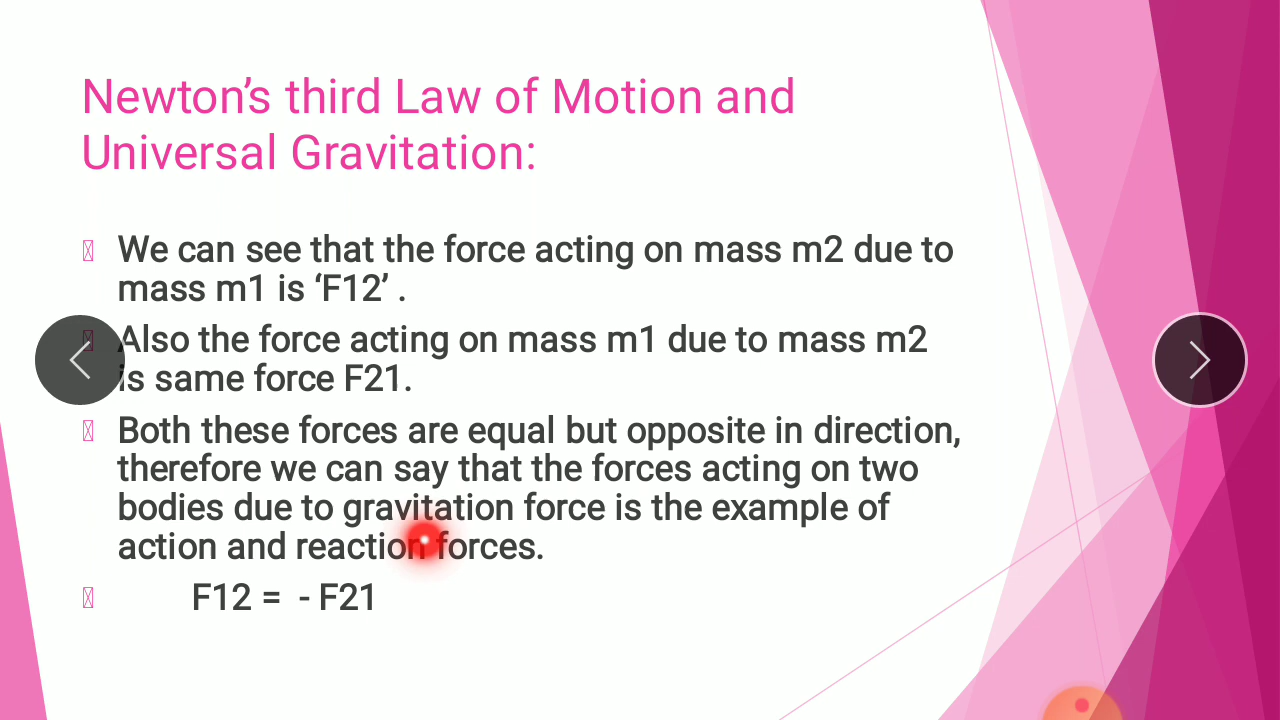 Newton’s third Law of Motion and
Universal Gravitation:
We can see that the force acting on mass m2 due to
mass m1 is ‘F12’ .
Also the force acting on mass m1 due to mass m2
is same force F21.
Both these forces are equal but opposite in direction,
therefore we can say that the forces acting on two
bodies due to gravitation force is the example of
action and reaction forces.
F12 = - F21